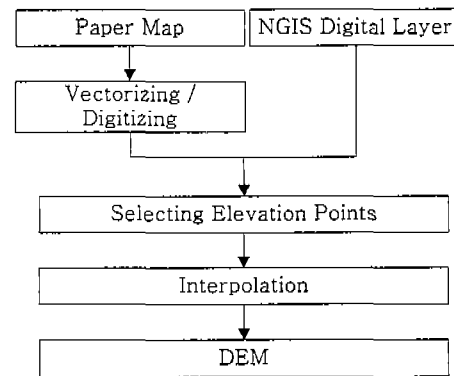 Paper Map
NGIS Digital Layer
Vectorizing /
Digitizing
Selecting Elevation Points
Interpolation
DEM